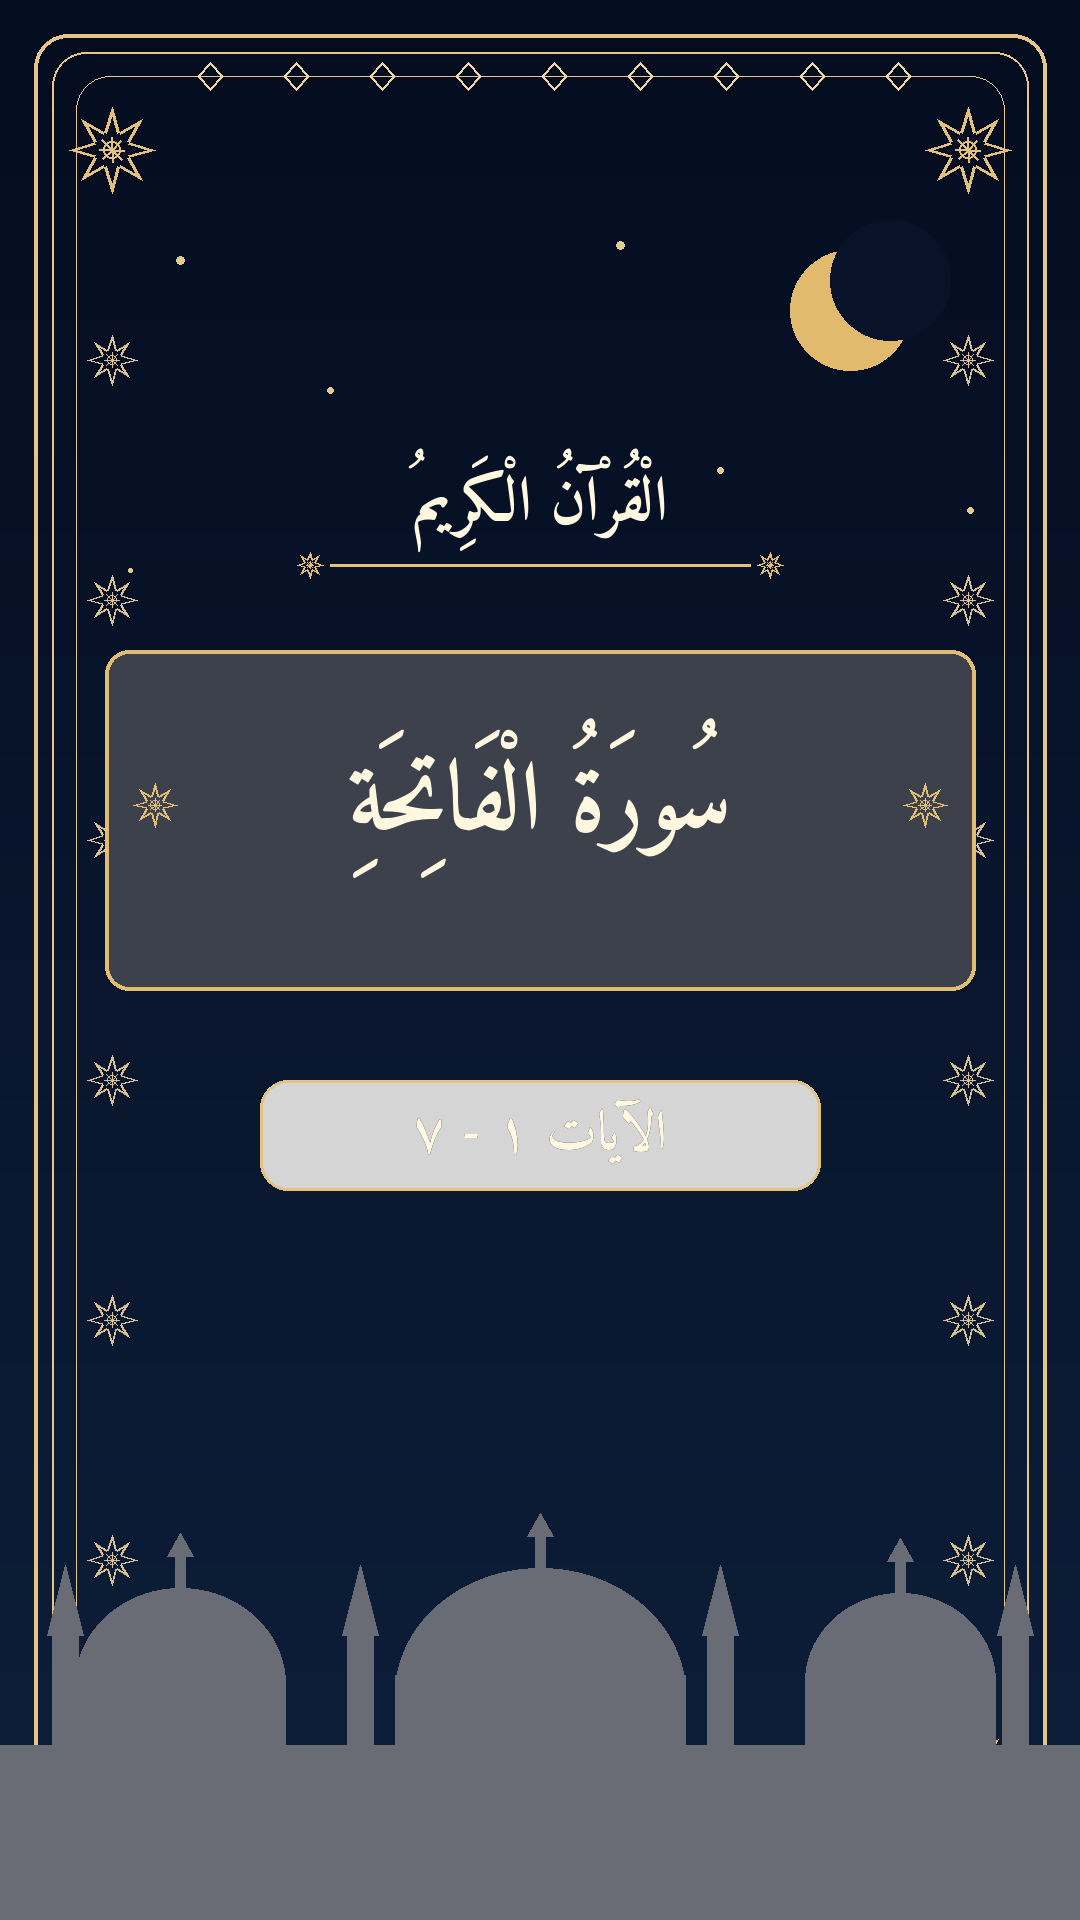 الْقُرْآنُ الْكَرِيمُ
سُورَةُ الْفَاتِحَةِ
الآيات ١ - ٧